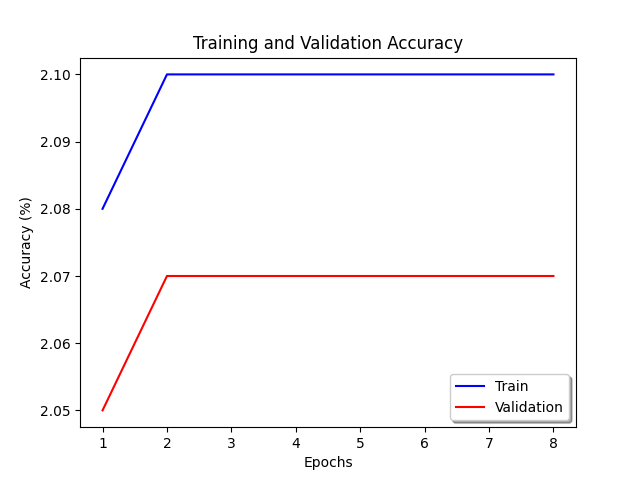 Training and Validation Accuracy
Accuracy (%)
2.10
2.09
2.08
2.07
2.06
2.05
Train
Validation
1 2 3 4 5 6 7 8
Epochs